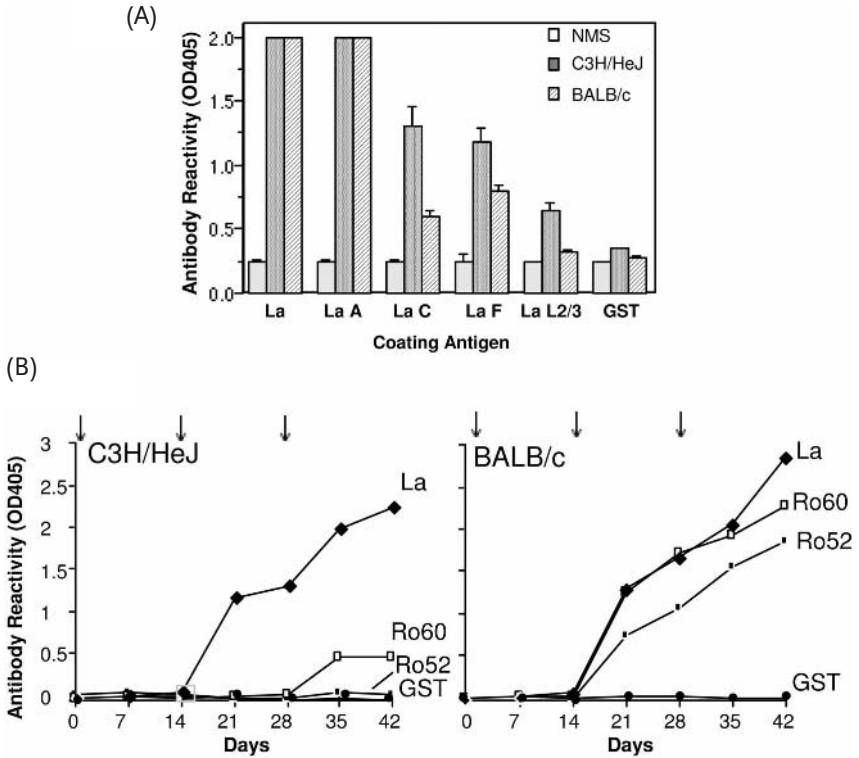 (A)
Antibody Reactivity (OD405)
2.0
1.5
1.0
0.5
0.0
NMS
C3H/HeJ
BALB/c
La La A La C La F La L2/3 GST
Coating Antigen
(B)
Antibody Reactivity (OD405)
3
2.5
2
1.5
1
0.5
0
C3H/HeJ
La
Ro60
Ro52
GST
0 7 14 21 28 35 42
Days
BALB/c
La
Ro60
Ro52
GST
0 7 14 21 28 35 42
Days